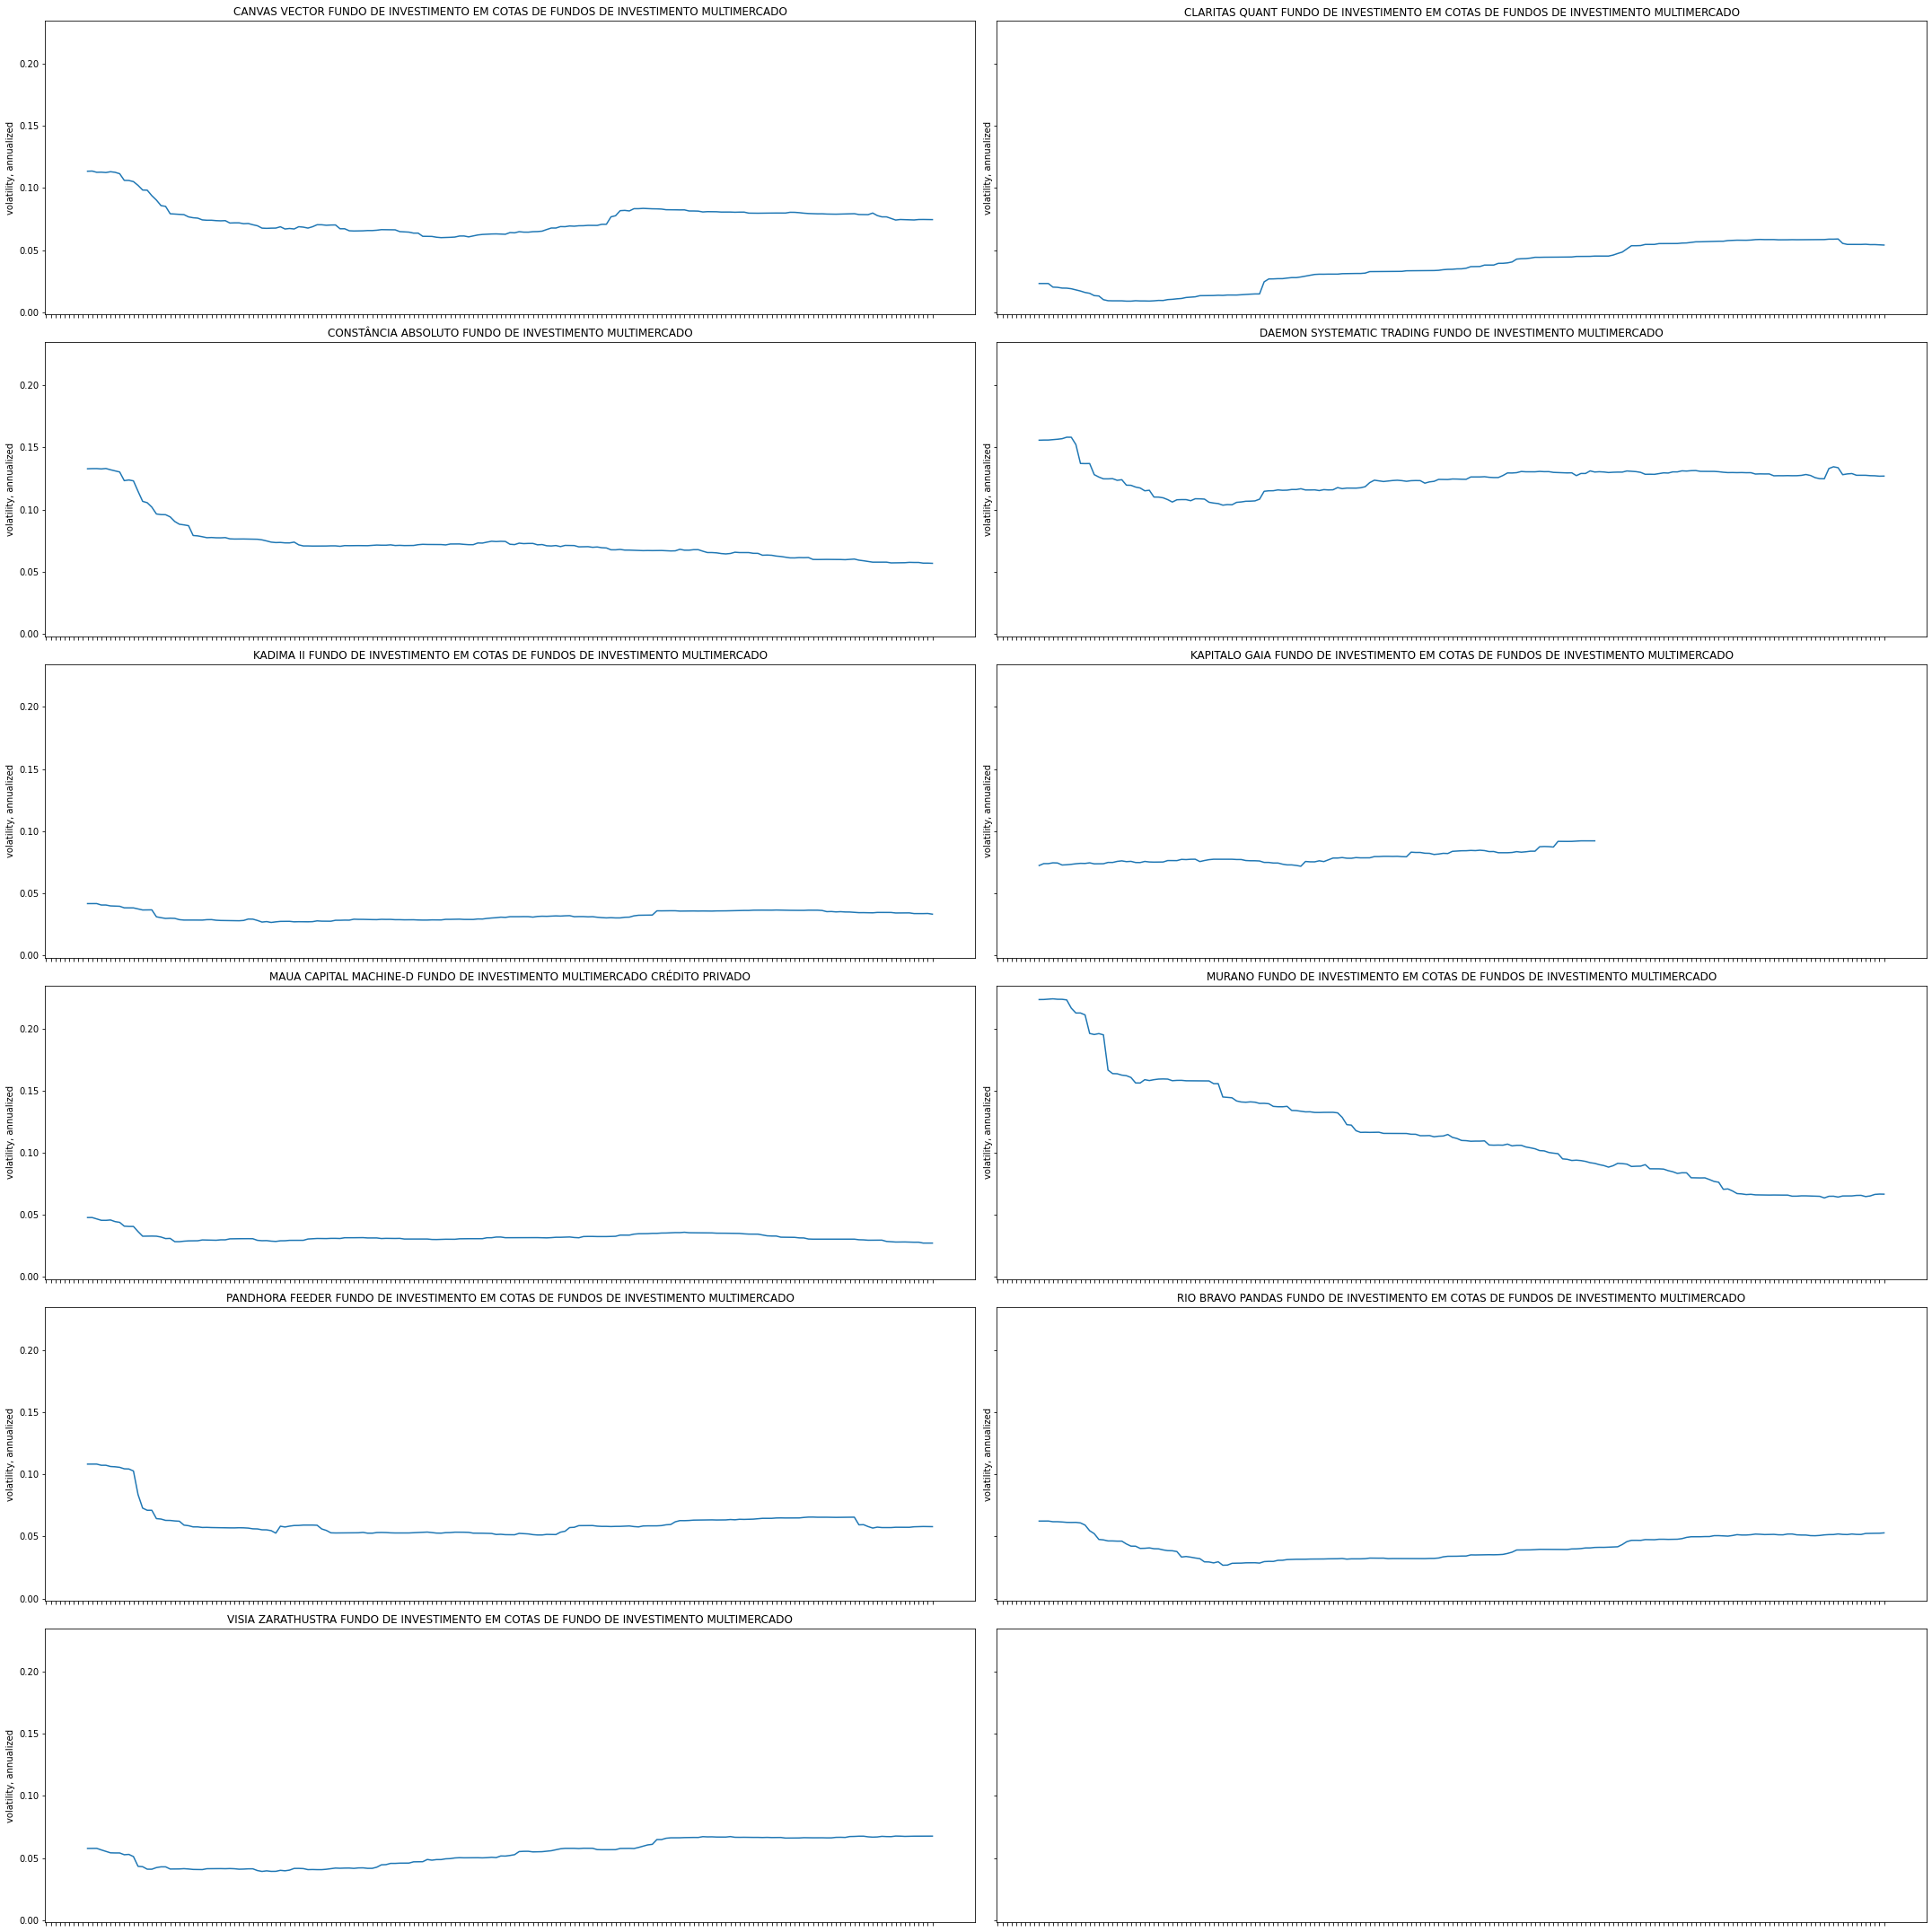 CANVAS VECTOR FUNDO DE INVESTIMENTO EM COTAS DE FUNDOS DE INVESTIMENTO MULTIMERCADO
0.20
0.15
0.10
0.05
0.00
volatility, annualized
CLARITAS QUANT FUNDO DE INVESTIMENTO EM COTAS DE FUNDOS DE INVESTIMENTO MULTIMERCADO
volatility, annualized
CONSTÂNCIA ABSOLUTO FUNDO DE INVESTIMENTO MULTIMERCADO
0.20
0.15
0.10
0.05
0.00
volatility, annualized
DAEMON SYSTEMATIC TRADING FUNDO DE INVESTIMENTO MULTIMERCADO
volatility, annualized
KADIMA II FUNDO DE INVESTIMENTO EM COTAS DE FUNDOS DE INVESTIMENTO MULTIMERCADO
0.20
0.15
0.10
0.05
0.00
volatility, annualized
KAPITALO GAIA FUNDO DE INVESTIMENTO EM COTAS DE FUNDOS DE INVESTIMENTO MULTIMERCADO
volatility, annualized
MAUA CAPITAL MACHINE-D FUNDO DE INVESTIMENTO MULTIMERCADO CRÉDITO PRIVADO
0.20
0.15
0.10
0.05
0.00
volatility, annualized
MURANO FUNDO DE INVESTIMENTO EM COTAS DE FUNDOS DE INVESTIMENTO MULTIMERCADO
volatility, annualized
PANDHORA FEEDER FUNDO DE INVESTIMENTO EM COTAS DE FUNDOS DE INVESTIMENTO MULTIMERCADO
0.20
0.15
0.10
0.05
0.00
volatility, annualized
RIO BRAVO PANDAS FUNDO DE INVESTIMENTO EM COTAS DE FUNDOS DE INVESTIMENTO MULTIMERCADO
volatility, annualized
VISIA ZARATHUSTRA FUNDO DE INVESTIMENTO EM COTAS DE FUNDO DE INVESTIMENTO MULTIMERCADO
0.20
0.15
0.10
0.05
0.00
volatility, annualized